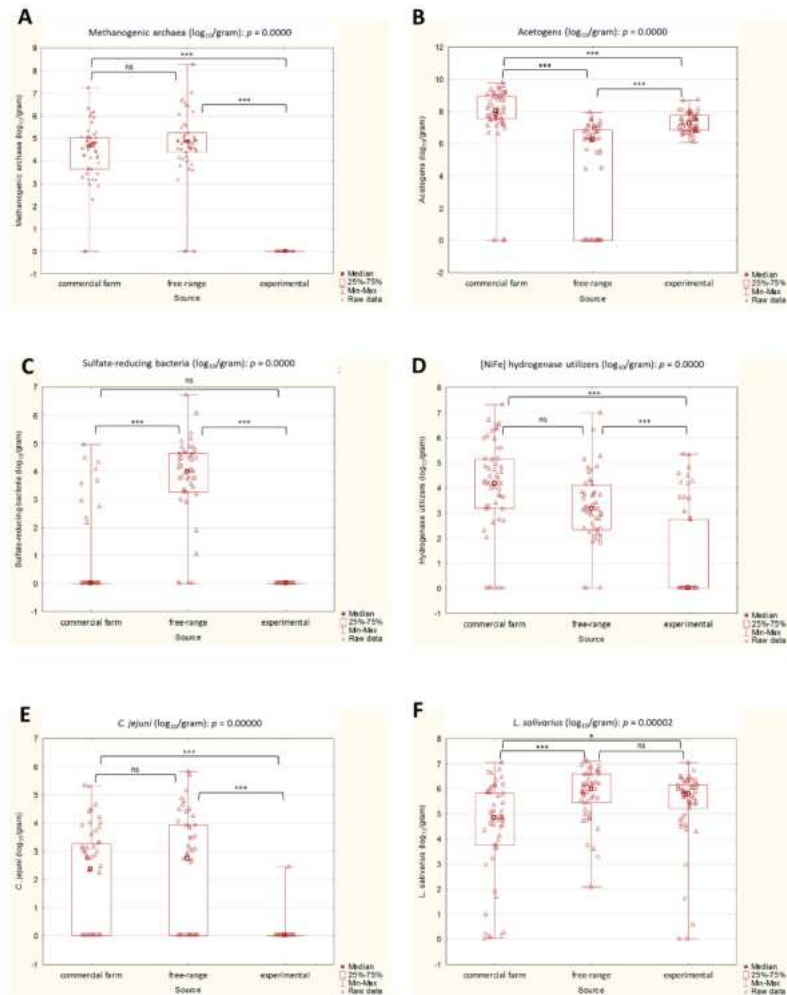 A
Methanogenic archaea (log₁₀/gram): p = 0.0000
***
ns
***
Methanogenic archaea (log₁₀/gram)
9
8
7
6
5
4
3
2
1
0
-1
commercial farm free-range experimental
Source
Median
25%-75%
Min-Max
Raw data
B
Acetogens (log₁₀/gram): p = 0.0000
***
***
***
Acetogens (log₁₀/gram)
12
10
8
6
4
2
0
-2
commercial farm free-range experimental
Source
Median
25%-75%
Min-Max
Raw data
C
Sulfate-reducing bacteria (log₁₀/gram): p = 0.0000
ns
***
***
Sulfate-reducing bacteria (log₁₀/gram)
7
6
5
4
3
2
1
0
-1
commercial farm free-range experimental
Source
Median
25%-75%
Min-Max
Raw data
D
[NiFe] hydrogenase utilizers (log₁₀/gram): p = 0.0000
***
ns
***
Hydrogenase utilizers (log₁₀/gram)
8
7
6
5
4
3
2
1
0
-1
commercial farm free-range experimental
Source
Median
25%-75%
Min-Max
Raw data
E
C. jejuni (log₁₀/gram): p = 0.00000
***
ns
***
C. jejuni (log₁₀/gram)
7
6
5
4
3
2
1
0
-1
commercial farm free-range experimental
Source
Median
25%-75%
Min-Max
Raw data
F
L. salivarius (log₁₀/gram): p = 0.00002
*
***
ns
L. salivarius (log₁₀/gram)
8
7
6
5
4
3
2
1
0
-1
commercial farm free-range experimental
Source
Median
25%-75%
Min-Max
Raw data